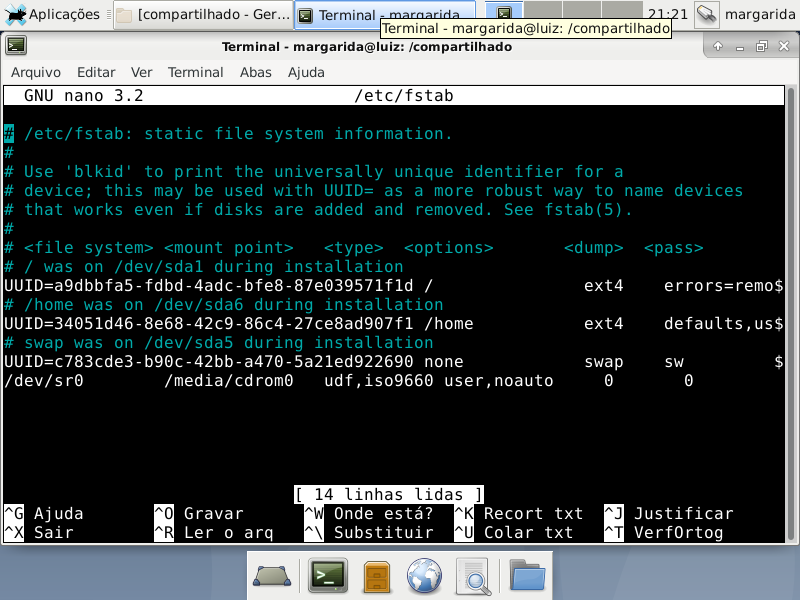 Aplicações [compartilhado - Ger... Terminal - margarida 21:21 margarida
Terminal - margarida@luiz: /compartilhado
Terminal - margarida@luiz: /compartilhado
Arquivo Editar Ver Terminal Abas Ajuda
GNU nano 3.2 /etc/fstab
# /etc/fstab: static file system information.
#
# Use 'blkid' to print the universally unique identifier for a
# device; this may be used with UUID= as a more robust way to name devices
# that works even if disks are added and removed. See fstab(5).
#
# <file system> <mount point> <type> <options> <dump> <pass>
# / was on /dev/sda1 during installation
UUID=a9dbbfa5-fdbd-4adc-bfe8-87e039571f1d / ext4 errors=remo$
# /home was on /dev/sda6 during installation
UUID=34051d46-8e68-42c9-86c4-27ce8ad907f1 /home ext4 defaults,us$
# swap was on /dev/sda5 during installation
UUID=c783cde3-b90c-42bb-a470-5a21ed922690 none swap sw $
/dev/sr0 /media/cdrom0 udf,iso9660 user,noauto 0 0
[ 14 linhas lidas ]
^G Ajuda ^O Gravar ^W Onde está? ^K Recort txt ^J Justificar
^X Sair ^R Ler o arq ^\ Substituir ^U Colar txt ^T VerfOrtog